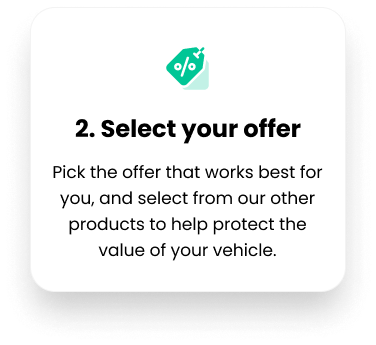 2. Select your offer
Pick the offer that works best for
you, and select from our other
products to help protect the
value of your vehicle.